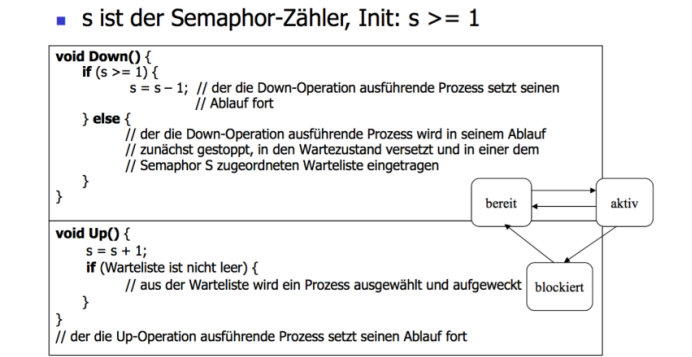 s ist der Semaphor-Zähler, Init: s >= 1
void Down() {
if (s >= 1) {
s = s – 1; // der die Down-Operation ausführende Prozess setzt seinen
// Ablauf fort
} else {
// der die Down-Operation ausführende Prozess wird in seinem Ablauf
// zunächst gestoppt, in den Wartezustand versetzt und in einer dem
// Semaphor S zugeordneten Warteliste eingetragen
}
}
bereit
aktiv
void Up() {
s = s + 1;
if (Warteliste ist nicht leer) {
// aus der Warteliste wird ein Prozess ausgewählt und aufgeweckt
blockiert
}
}
// der die Up-Operation ausführende Prozess setzt seinen Ablauf fort